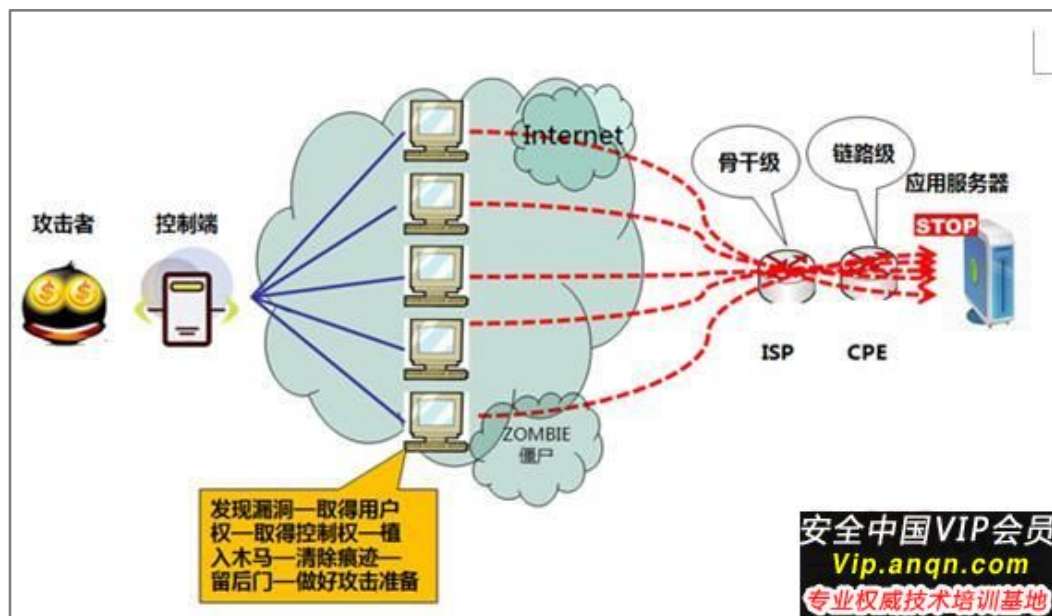 Internet
骨干级
链路级
应用服务器
攻击者
控制端
STOP
ISP
CPE
ZOMBIE
僵尸
发现漏洞—取得用户
权—取得控制权—植
入木马—清除痕迹—
留后门—做好攻击准备
安全中国VIP会员
Vip.anqn.com
专业权威技术培训基地